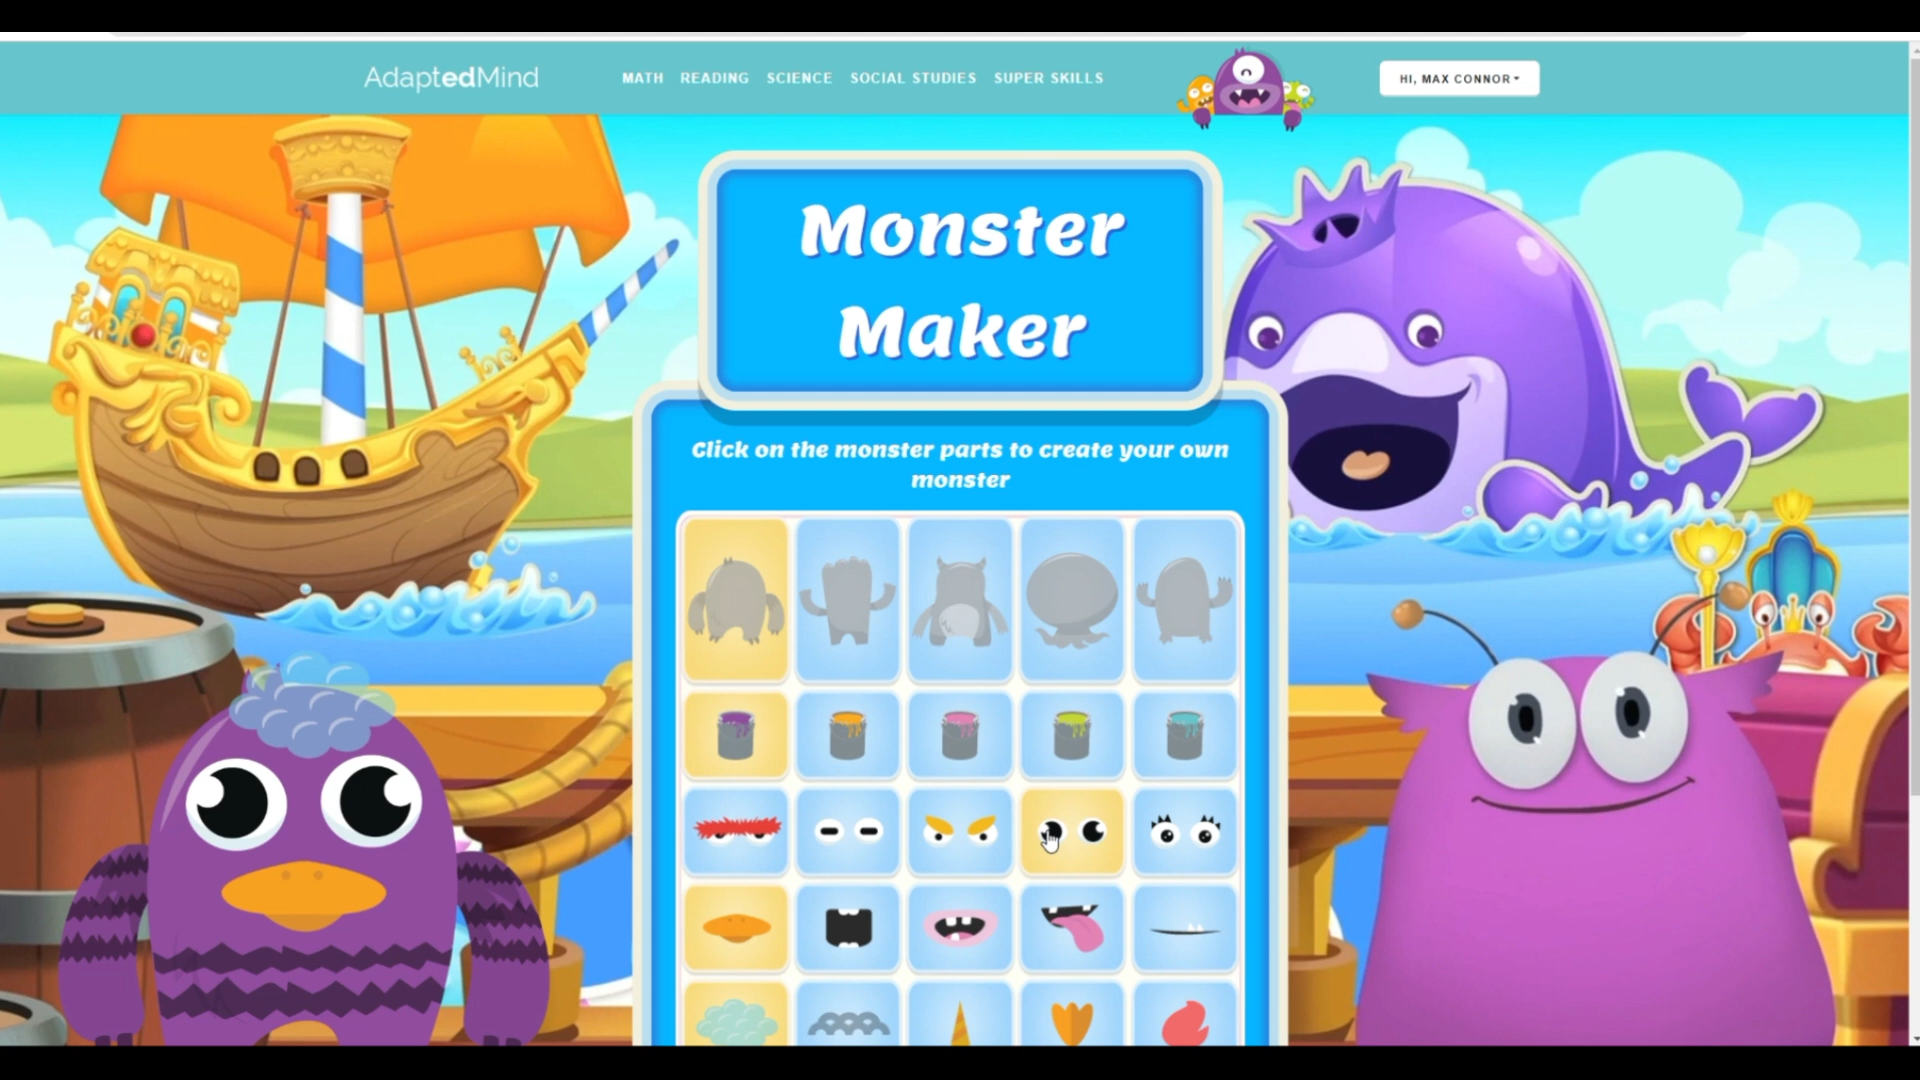 AdaptedMind
MATH READING SCIENCE SOCIAL STUDIES SUPER SKILLS
HI, MAX CONNOR
Monster
Maker
Click on the monster parts to create your own
monster